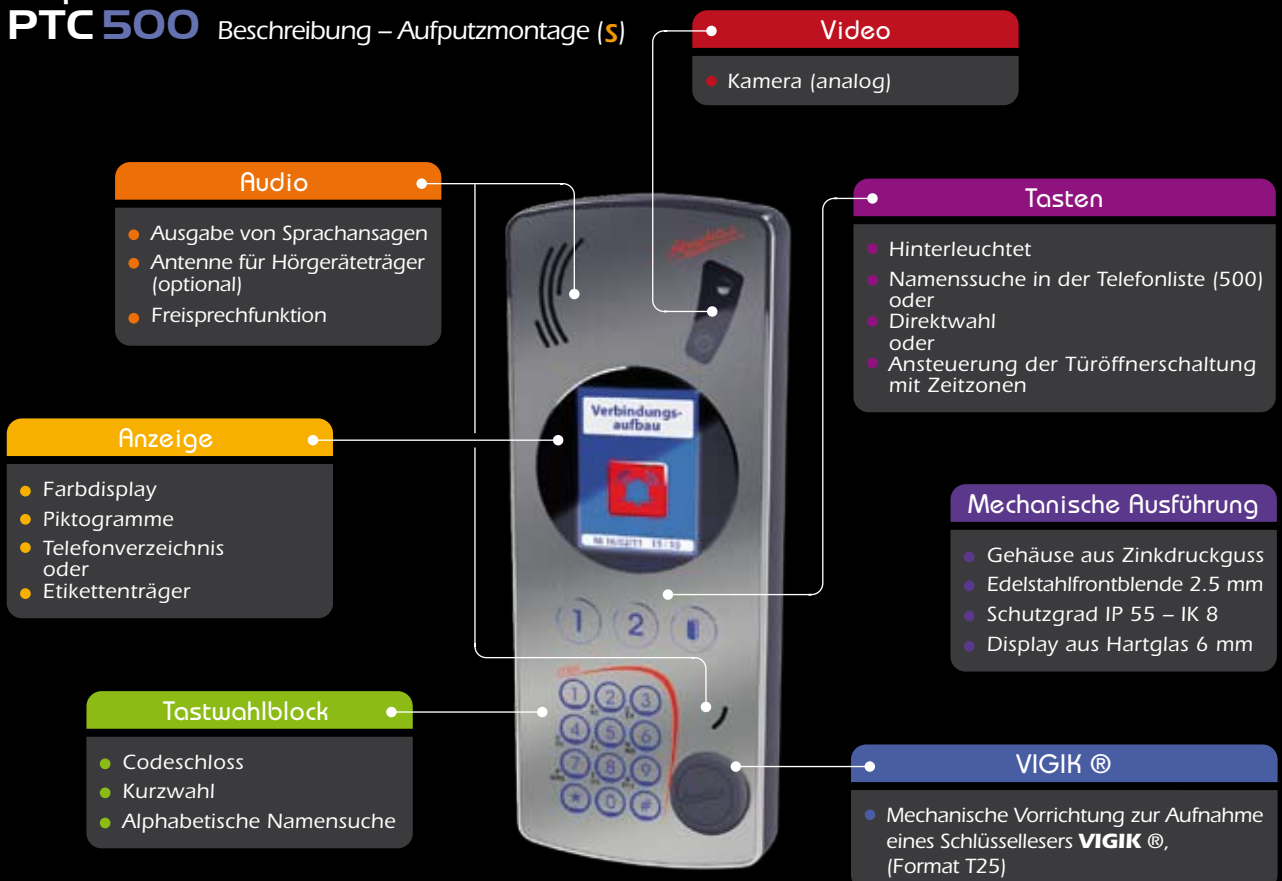 PTC 500 Beschreibung – Aufputzmontage (S)
Video
Kamera (analog)
Audio
Ausgabe von Sprachansagen
Antenne für Hörgeräteträger
(optional)
Freisprechfunktion
Tasten
Hinterleuchtet
Namenssuche in der Telefonliste (500)
oder
Direktwahl
oder
Ansteuerung der Türöffnerschaltung
mit Zeitzonen
Verbindungs-
aufbau
Anzeige
Farbdisplay
Piktogramme
Telefonverzeichnis
oder
Etikettenträger
Mechanische Ausführung
Gehäuse aus Zinkdruckguss
Edelstahlfrontblende 2.5 mm
Schutzgrad IP 55 – IK 8
Display aus Hartglas 6 mm
1 2
1 2 3
4 5 6
7 8 9
* 0 #
Tastwahlblock
Codeschloss
Kurzwahl
Alphabetische Namensuche
VIGIK ®
Mechanische Vorrichtung zur Aufnahme
eines Schlüssellesers VIGIK ®,
(Format T25)